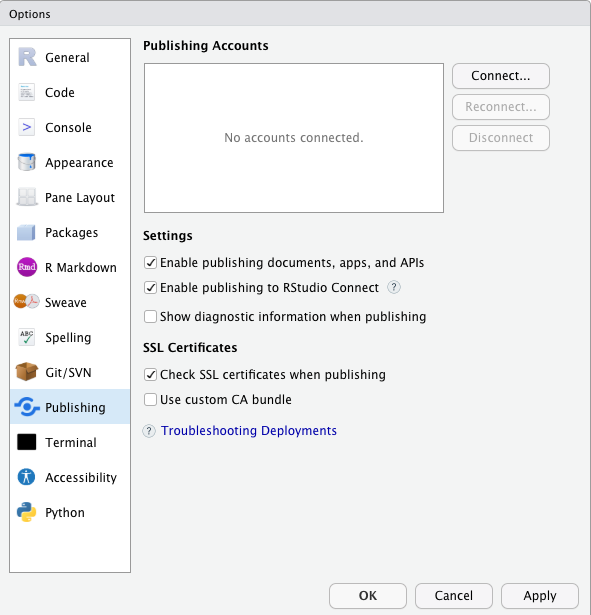 Options
R
General
Code
>
Console
Appearance
Pane Layout
Packages
Rmd
R Markdown
Sweave
ABC
Spelling
Git/SVN
Publishing
Terminal
Accessibility
Python
Publishing Accounts
No accounts connected.
Connect...
Reconnect...
Disconnect
Settings
Enable publishing documents, apps, and APIs
Enable publishing to RStudio Connect ?
Show diagnostic information when publishing
SSL Certificates
Check SSL certificates when publishing
Use custom CA bundle
? Troubleshooting Deployments
OK
Cancel
Apply